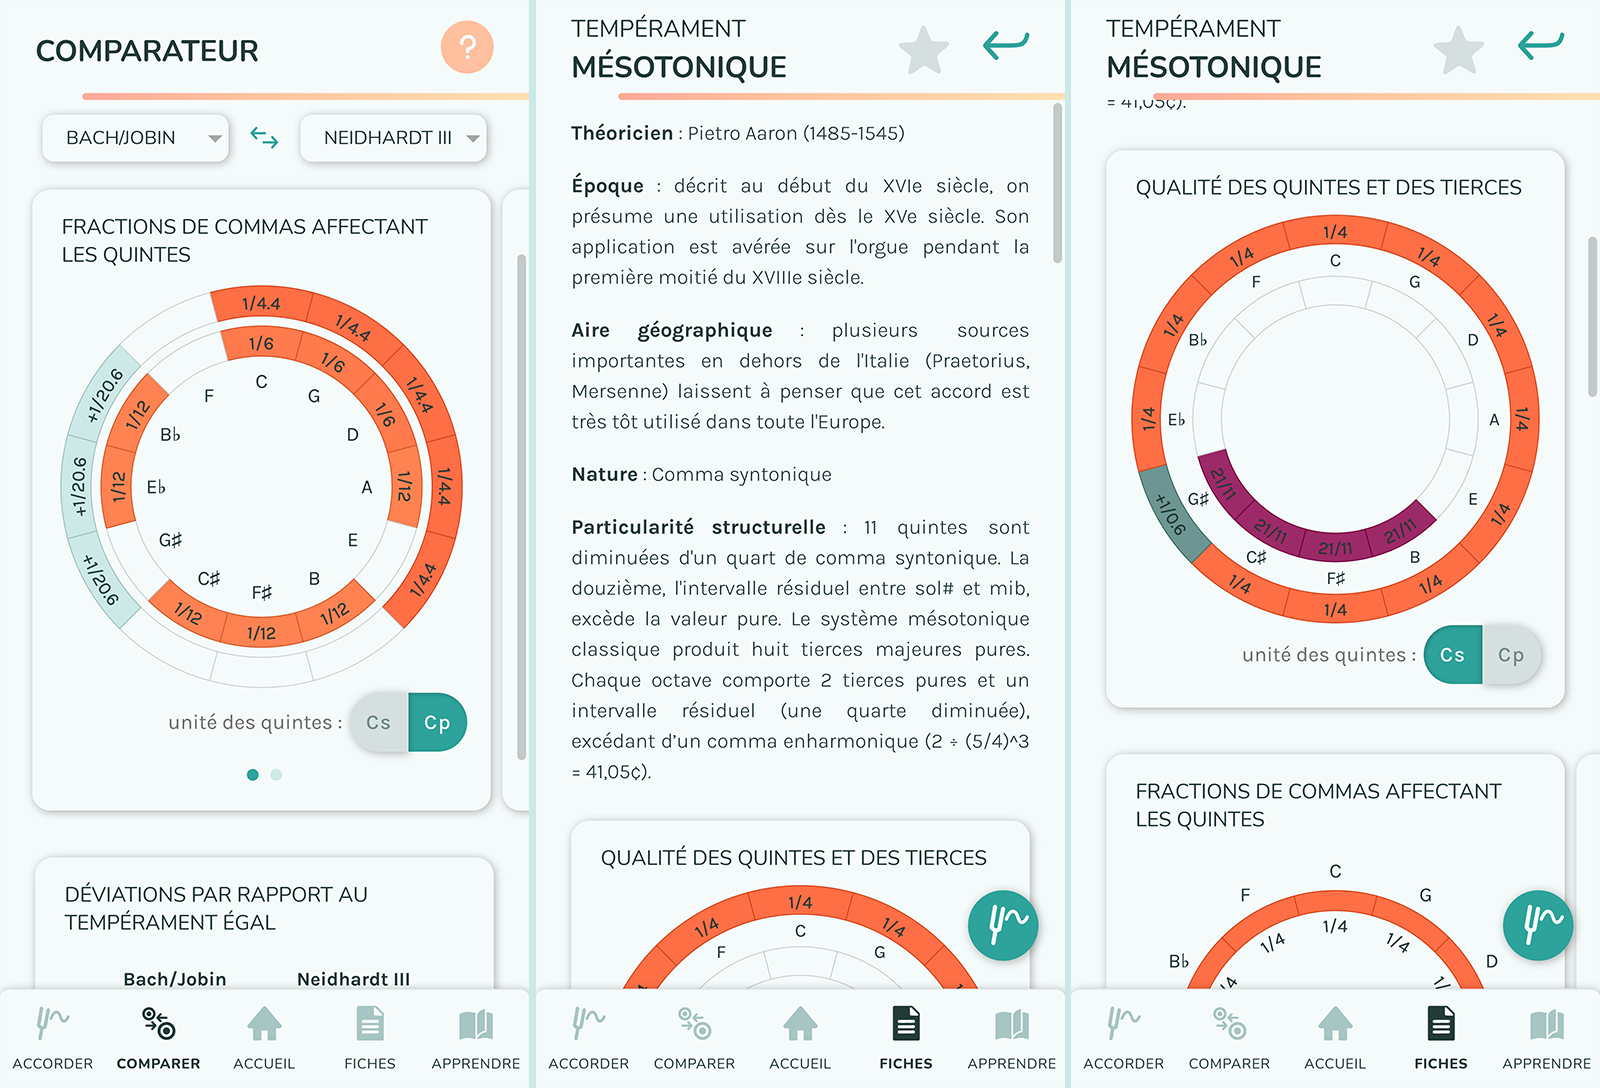 COMPARATEUR
?
BACH/JOBIN
NEIDHARDT III
FRACTIONS DE COMMAS AFFECTANT
LES QUINTES
1/4.4
1/4.4
1/4.4
1/4.4
1/4.4
+1/20.6
+1/20.6
+1/20.6
1/6
1/6
1/6
1/12
1/12
1/12
1/12
1/12
1/12
C
G
D
A
E
B
F♯
C♯
G♯
E♭
B♭
F
unité des quintes :
Cs
Cp
DÉVIATIONS PAR RAPPORT AU
TEMPÉRAMENT ÉGAL
Bach/Jobin
Neidhardt III
ACCORDER
COMPARER
ACCUEIL
FICHES
APPRENDRE
TEMPÉRAMENT
MÉSOTONIQUE
Théoricien : Pietro Aaron (1485-1545)
Époque : décrit au début du XVIe siècle, on
présume une utilisation dès le XVe siècle. Son
application est avérée sur l'orgue pendant la
première moitié du XVIIIe siècle.
Aire géographique : plusieurs sources
importantes en dehors de l'Italie (Praetorius,
Mersenne) laissent à penser que cet accord est
très tôt utilisé dans toute l'Europe.
Nature : Comma syntonique
Particularité structurelle : 11 quintes sont
diminuées d'un quart de comma syntonique. La
douzième, l'intervalle résiduel entre sol# et mib,
excède la valeur pure. Le système mésotonique
classique produit huit tierces majeures pures.
Chaque octave comporte 2 tierces pures et un
intervalle résiduel (une quarte diminuée),
excédant d’un comma enharmonique (2 ÷ (5/4)^3
= 41,05¢).
QUALITÉ DES QUINTES ET DES TIERCES
1/4
1/4
1/4
F
C
G
ACCORDER
COMPARER
ACCUEIL
FICHES
APPRENDRE
TEMPÉRAMENT
MÉSOTONIQUE
= 41,05¢).
QUALITÉ DES QUINTES ET DES TIERCES
1/4
1/4
1/4
1/4
1/4
1/4
1/4
1/4
1/4
+1/0.6
1/4
1/4
C
G
D
A
E
B
F♯
C♯
G♯
E♭
B♭
F
21/11
21/11
21/11
21/11
unité des quintes :
Cs
Cp
FRACTIONS DE COMMAS AFFECTANT
LES QUINTES
C
F
G
B♭
D
1/4
1/4
1/4
ACCORDER
COMPARER
ACCUEIL
FICHES
APPRENDRE